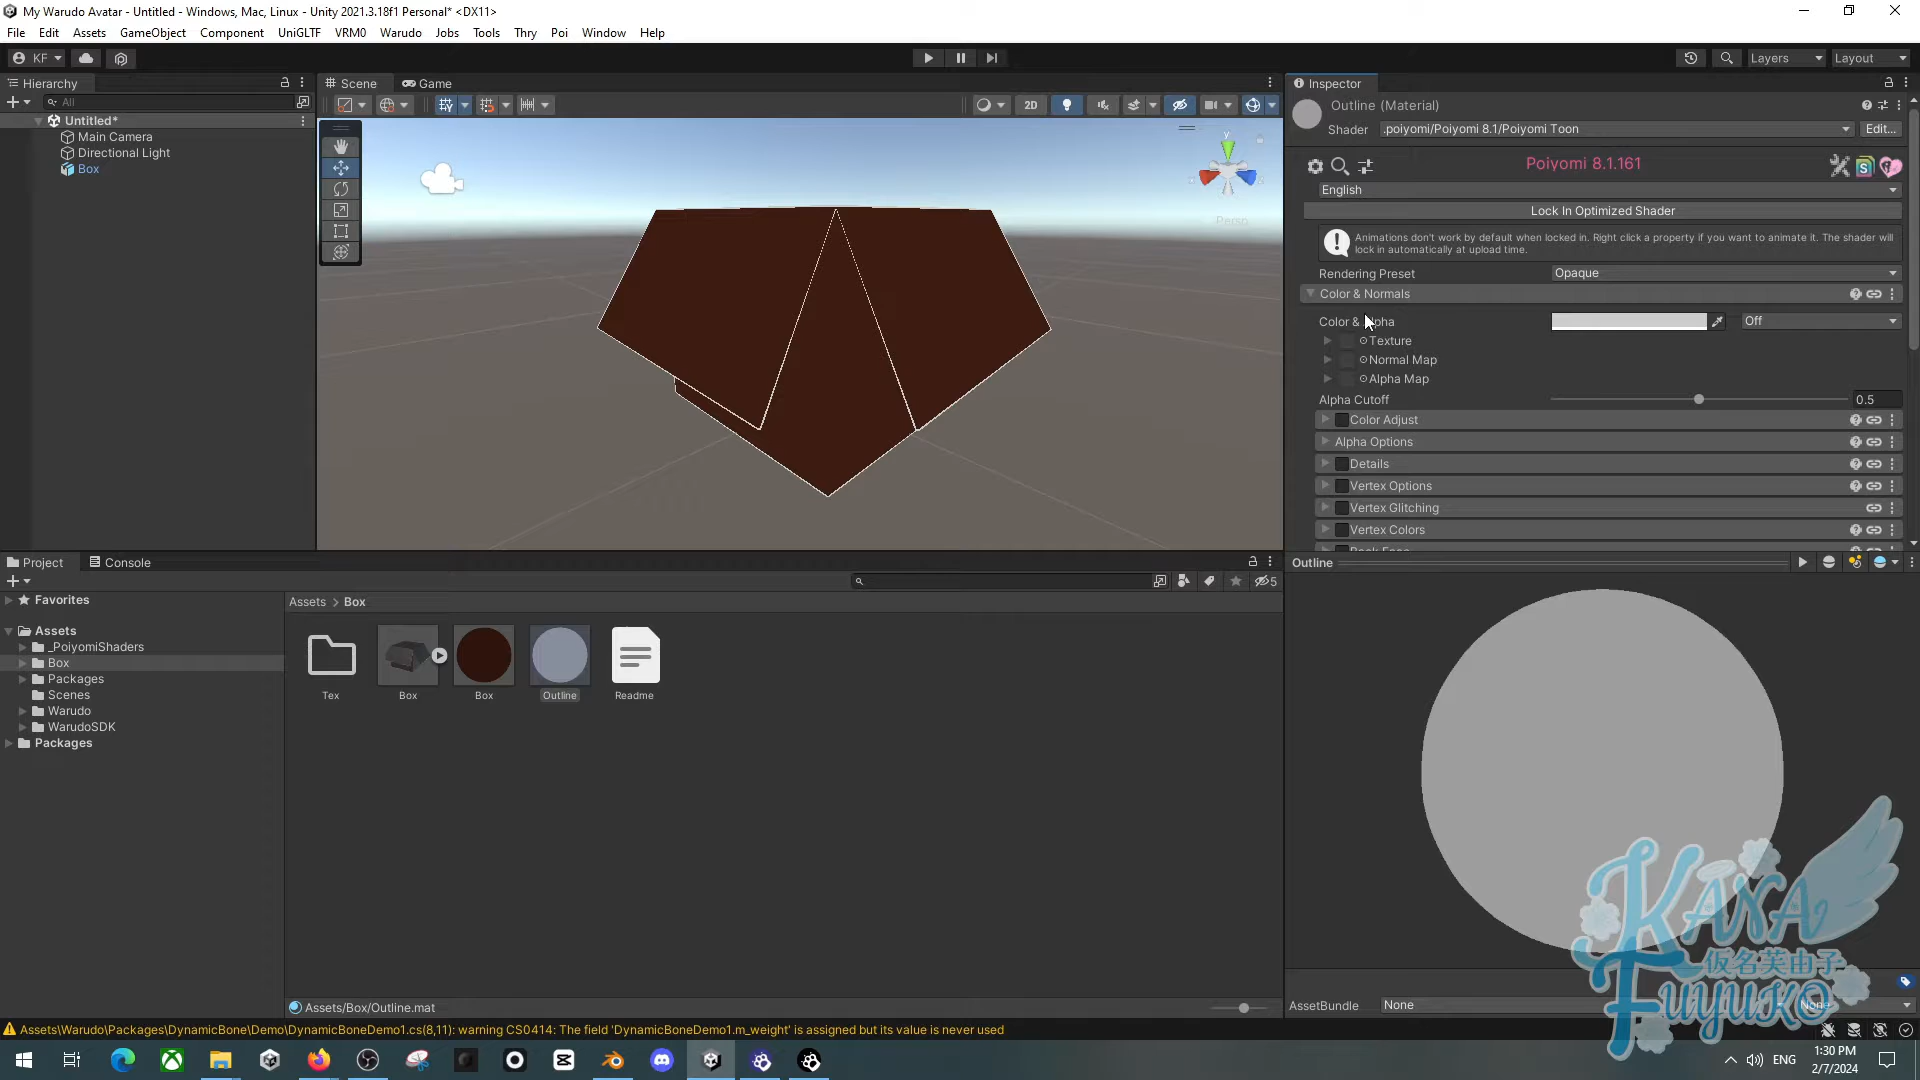 My Warudo Avatar - Untitled - Windows, Mac, Linux - Unity 2021.3.18f1 Personal* <DX11>
File Edit Assets GameObject Component UniGLTF VRM0 Warudo Jobs Tools Thry Poi Window Help
KF Layers Layout
Hierarchy
All
Untitled*
Main Camera
Directional Light
Box
Scene Game
2D
Y
Persp
Inspector
Outline (Material)
Shader .poiyomi/Poiyomi 8.1/Poiyomi Toon Edit...
Poiyomi 8.1.161
English
Lock In Optimized Shader
Animations don't work by default when locked in. Right click a property if you want to animate it. The shader will
lock in automatically at upload time.
Rendering Preset Opaque
Color & Normals
Color & Alpha Off
Texture
Normal Map
Alpha Map
Alpha Cutoff 0.5
Color Adjust
Alpha Options
Details
Vertex Options
Vertex Glitching
Vertex Colors
Project Console
5
Favorites
Assets
_PoiyomiShaders
Box
Packages
Scenes
Warudo
WarudoSDK
Packages
Assets > Box
Tex Box Box Outline Readme
Assets/Box/Outline.mat
Outline
AssetBundle None None
KANA
仮名芙由子
FUYUKO
Assets\Warudo\Packages\DynamicBone\Demo\DynamicBoneDemo1.cs(8,11): warning CS0414: The field 'DynamicBoneDemo1.m_weight' is assigned but its value is never used
ENG
1:30 PM
2/7/2024